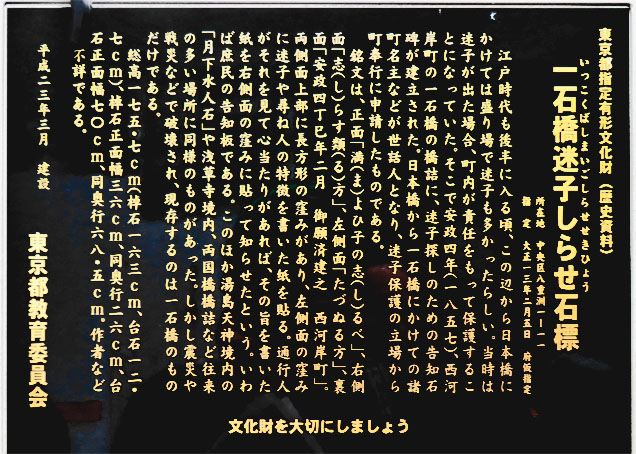 東京都指定有形文化財（歴史資料）
いっこくばしまいごしらせせきひょう
一石橋迷子しらせ石標
所在地　中央区八重洲一―一一
指　定　大正一三年二月五日　府仮指定
江戸時代も後半に入る頃、この辺から日本橋に
かけては盛り場で迷子も多かったらしい。当時は
迷子が出た場合、町内が責任をもって保護するこ
とになっていた。そこで安政四年（一八五七）、西河
岸町の一石橋の橋詰に、迷子探しのための告知石
碑が建立された。日本橋から一石橋にかけての諸
町名主などが世話人となり、迷子保護の立場から
町奉行に申請したものである。
銘文は、正面「満（ま）よひ子の志（し）るべ」、右側
面「志（し）らす類（る）方」、左側面「たづぬる方」、裏
面「安政四丁巳年二月　御願済建之　西河岸町」。
両側面上部に長方形の窪みがあり、左側面の窪み
に迷子や尋ね人の特徴を書いた紙を貼る。通行人
がそれを見て心当たりがあれば、その旨を書いた
紙を右側面の窪みに貼って知らせたという。いわ
ば庶民の告知板である。このほか湯島天神境内の
「月下氷人石」や浅草寺境内、両国橋橋詰など往来
の多い場所に同様のものがあった。しかし震災や
戦災などで破壊され、現存するのは一石橋のもの
だけである。
総高一七五・七cm（棹石一六三cm、台石一二・
七cm）、棹石正面幅三六cm、同奥行二六cm、台
石正面幅七〇cm、同奥行六八・五cm。作者など
不詳である。
平成二三年三月　建設
東京都教育委員会
文化財を大切にしましょう